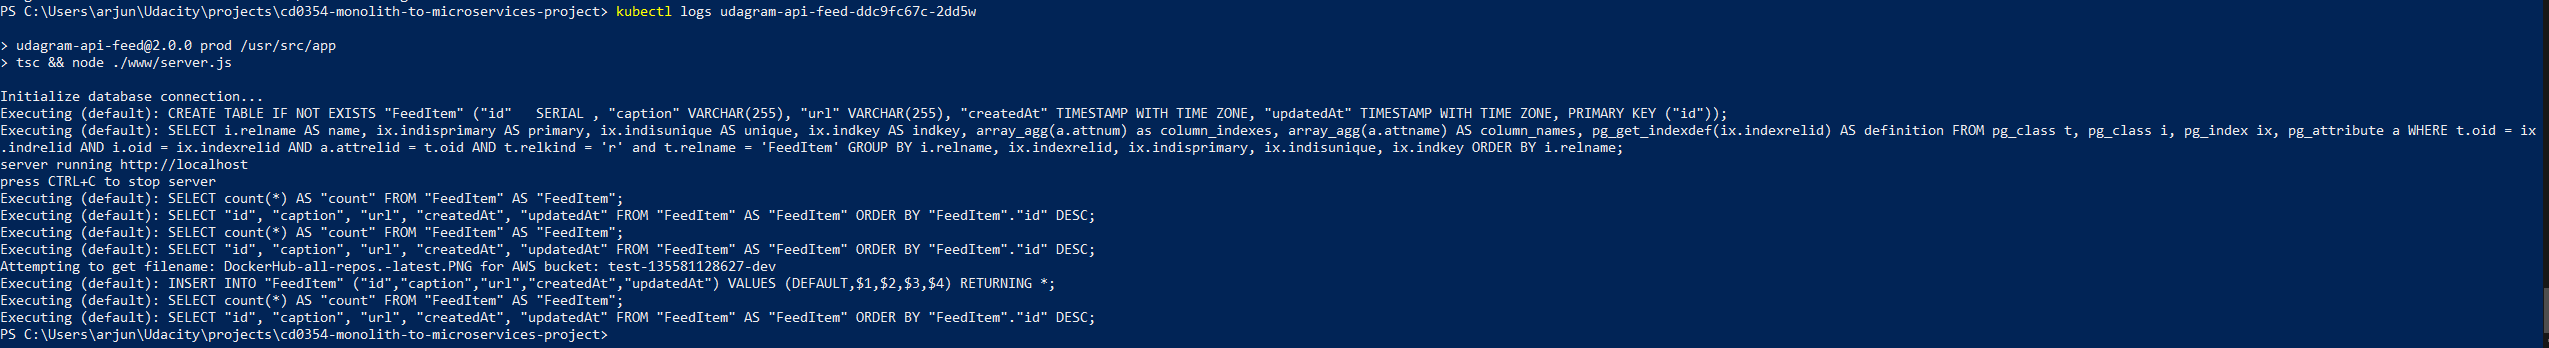 PS C:\Users\arjun\Udacity\projects\cd0354-monolith-to-microservices-project> kubectl logs udagram-api-feed-ddc9fc67c-2dd5w
> udagram-api-feed@2.0.0 prod /usr/src/app
> tsc && node ./www/server.js
Initialize database connection...
Executing (default): CREATE TABLE IF NOT EXISTS "FeedItem" ("id"   SERIAL , "caption" VARCHAR(255), "url" VARCHAR(255), "createdAt" TIMESTAMP WITH TIME ZONE, "updatedAt" TIMESTAMP WITH TIME ZONE, PRIMARY KEY ("id"));
Executing (default): SELECT i.relname AS name, ix.indisprimary AS primary, ix.indisunique AS unique, ix.indkey AS indkey, array_agg(a.attnum) as column_indexes, array_agg(a.attname) AS column_names, pg_get_indexdef(ix.indexrelid) AS definition FROM pg_class t, pg_class i, pg_index ix, pg_attribute a WHERE t.oid = ix
.indrelid AND i.oid = ix.indexrelid AND a.attrelid = t.oid AND t.relkind = 'r' and t.relname = 'FeedItem' GROUP BY i.relname, ix.indexrelid, ix.indisprimary, ix.indisunique, ix.indkey ORDER BY i.relname;
server running http://localhost
press CTRL+C to stop server
Executing (default): SELECT count(*) AS "count" FROM "FeedItem" AS "FeedItem";
Executing (default): SELECT "id", "caption", "url", "createdAt", "updatedAt" FROM "FeedItem" AS "FeedItem" ORDER BY "FeedItem"."id" DESC;
Executing (default): SELECT count(*) AS "count" FROM "FeedItem" AS "FeedItem";
Executing (default): SELECT "id", "caption", "url", "createdAt", "updatedAt" FROM "FeedItem" AS "FeedItem" ORDER BY "FeedItem"."id" DESC;
Attempting to get filename: DockerHub-all-repos.-latest.PNG for AWS bucket: test-135581128627-dev
Executing (default): INSERT INTO "FeedItem" ("id","caption","url","createdAt","updatedAt") VALUES (DEFAULT,$1,$2,$3,$4) RETURNING *;
Executing (default): SELECT count(*) AS "count" FROM "FeedItem" AS "FeedItem";
Executing (default): SELECT "id", "caption", "url", "createdAt", "updatedAt" FROM "FeedItem" AS "FeedItem" ORDER BY "FeedItem"."id" DESC;
PS C:\Users\arjun\Udacity\projects\cd0354-monolith-to-microservices-project>